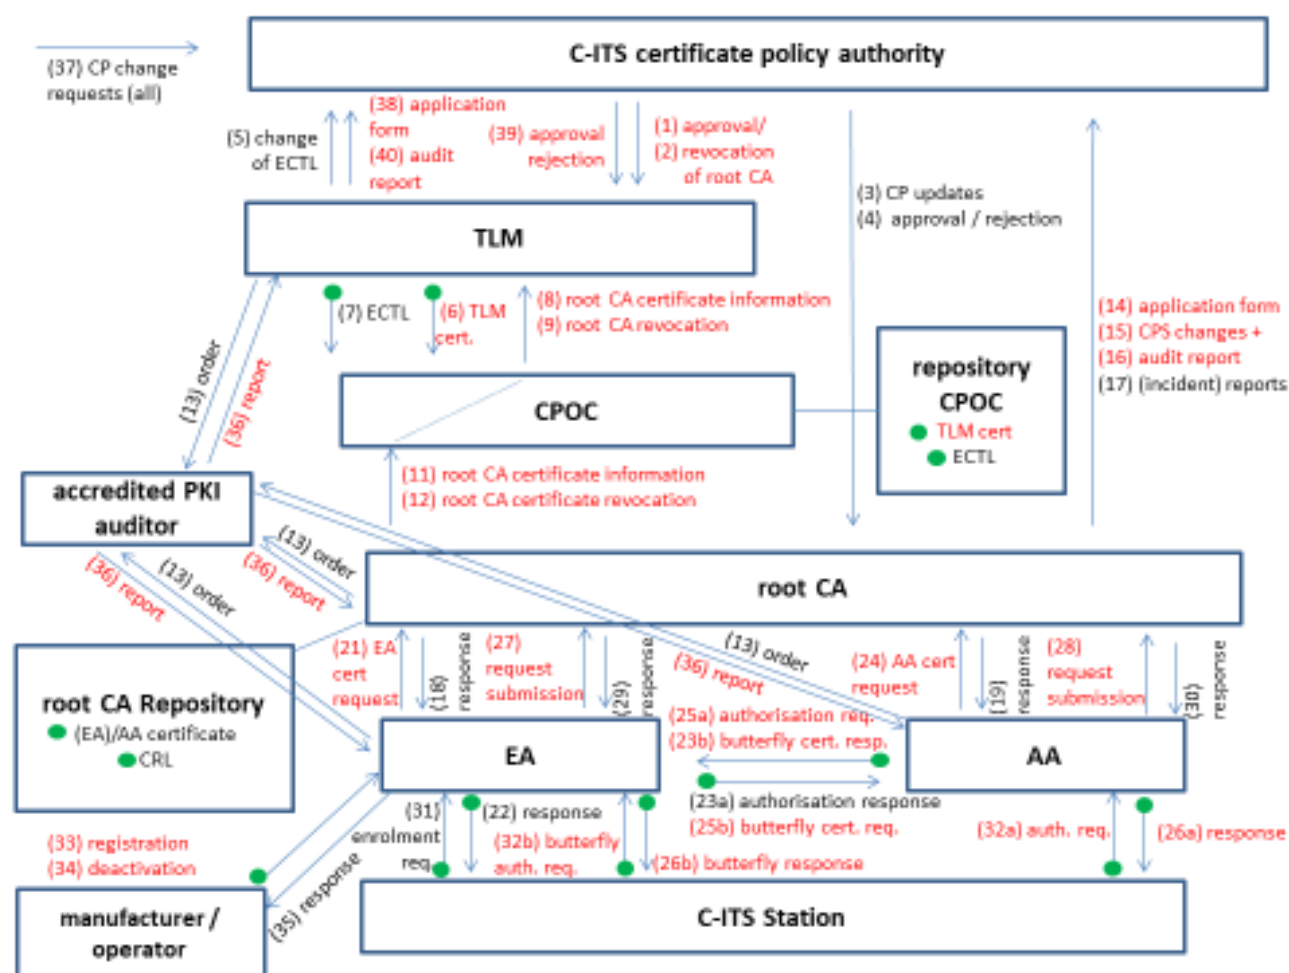 C-ITS certificate policy authority
(37) CP change
requests (all)
(5) change
of ECTL
(38) application
form
(40) audit
report
(39) approval
rejection
(1) approval/
(2) revocation
of root CA
(3) CP updates
(4) approval / rejection
TLM
(7) ECTL
(6) TLM
cert.
(8) root CA certificate information
(9) root CA revocation
(14) application form
(15) CPS changes +
(16) audit report
(17) (incident) reports
(13) order
(36) report
CPOC
repository
CPOC
TLM cert
ECTL
(11) root CA certificate information
(12) root CA certificate revocation
accredited PKI
auditor
(13) order
(36) report
(13) order
(36) report
root CA
(21) EA
cert
request
(18)
response
(27)
request
submission
(29)
response
(13) order
(36) report
(24) AA cert
request
(19)
response
(28)
request
submission
(30)
response
root CA Repository
(EA)/AA certificate
CRL
EA
(25a) authorisation req.
(23b) butterfly cert. resp.
(23a) authorisation response
(25b) butterfly cert. req.
AA
(31)
enrolment
req.
(22) response
(32b) butterfly
auth. req.
(26b) butterfly response
(32a) auth. req.
(26a) response
(33) registration
(34) deactivation
(35) response
manufacturer /
operator
C-ITS Station